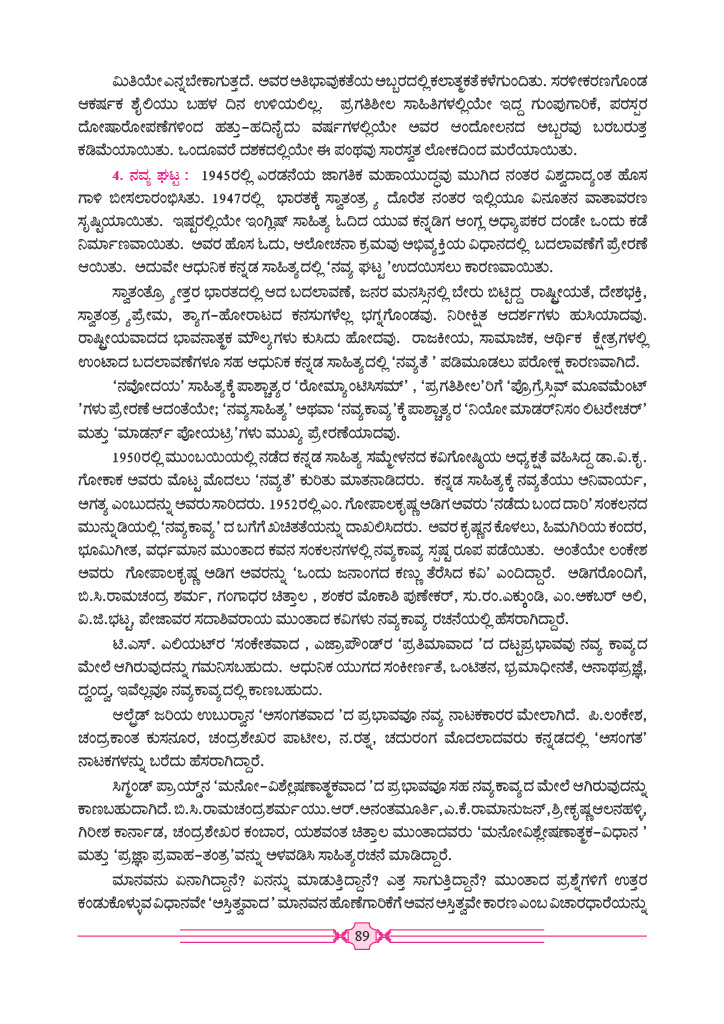 ಮಿತಿಯೇ ಎನ್ನಬೇಕಾಗುತ್ತದೆ. ಅವರ ಅತಿಭಾವುಕತೆಯ ಅಬ್ಬರದಲ್ಲಿ ಕಲಾತ್ಮಕತೆ ಕಳೆಗುಂದಿತು. ಸರಳೀಕರಣಗೊಂಡ
ಆಕರ್ಷಕ ಶೈಲಿಯು ಬಹಳ ದಿನ ಉಳಿಯಲಿಲ್ಲ. ಪ್ರಗತಿಶೀಲ ಸಾಹಿತಿಗಳಲ್ಲಿಯೇ ಇದ್ದ ಗುಂಪುಗಾರಿಕೆ, ಪರಸ್ಪರ
ದೋಷಾರೋಪಣೆಗಳಿಂದ ಹತ್ತು–ಹದಿನೈದು ವರ್ಷಗಳಲ್ಲಿಯೇ ಅವರ ಆಂದೋಲನದ ಅಬ್ಬರವು ಬರಬರುತ್ತ
ಕಡಿಮೆಯಾಯಿತು. ಒಂದೂವರೆ ದಶಕದಲ್ಲಿಯೇ ಈ ಪಂಥವು ಸಾರಸ್ವತ ಲೋಕದಿಂದ ಮರೆಯಾಯಿತು.
4. ನವ್ಯ ಘಟ್ಟ : 1945ರಲ್ಲಿ ಎರಡನೆಯ ಜಾಗತಿಕ ಮಹಾಯುದ್ಧವು ಮುಗಿದ ನಂತರ ವಿಶ್ವದಾದ್ಯಂತ ಹೊಸ
ಗಾಳಿ ಬೀಸಲಾರಂಭಿಸಿತು. 1947ರಲ್ಲಿ ಭಾರತಕ್ಕೆ ಸ್ವಾತಂತ್ರ್ಯ ದೊರೆತ ನಂತರ ಇಲ್ಲಿಯೂ ವಿನೂತನ ವಾತಾವರಣ
ಸೃಷ್ಟಿಯಾಯಿತು. ಇಷ್ಟರಲ್ಲಿಯೇ ಇಂಗ್ಲಿಷ್ ಸಾಹಿತ್ಯ ಓದಿದ ಯುವ ಕನ್ನಡಿಗ ಆಂಗ್ಲ ಅಧ್ಯಾಪಕರ ದಂಡೇ ಒಂದು ಕಡೆ
ನಿರ್ಮಾಣವಾಯಿತು. ಅವರ ಹೊಸ ಓದು, ಆಲೋಚನಾ ಕ್ರಮವು ಅಭಿವ್ಯಕ್ತಿಯ ವಿಧಾನದಲ್ಲಿ ಬದಲಾವಣೆಗೆ ಪ್ರೇರಣೆ
ಆಯಿತು. ಅದುವೇ ಆಧುನಿಕ ಕನ್ನಡ ಸಾಹಿತ್ಯದಲ್ಲಿ 'ನವ್ಯ ಘಟ್ಟ 'ಉದಯಿಸಲು ಕಾರಣವಾಯಿತು.
ಸ್ವಾತಂತ್ರ್ಯೋತ್ತರ ಭಾರತದಲ್ಲಿ ಆದ ಬದಲಾವಣೆ, ಜನರ ಮನಸ್ಸಿನಲ್ಲಿ ಬೇರು ಬಿಟ್ಟಿದ್ದ ರಾಷ್ಟ್ರೀಯತೆ, ದೇಶಭಕ್ತಿ,
ಸ್ವಾತಂತ್ರ್ಯಪ್ರೇಮ, ತ್ಯಾಗ–ಹೋರಾಟದ ಕನಸುಗಳೆಲ್ಲ ಭಗ್ನಗೊಂಡವು. ನಿರೀಕ್ಷಿತ ಆದರ್ಶಗಳು ಹುಸಿಯಾದವು.
ರಾಷ್ಟ್ರೀಯವಾದದ ಭಾವನಾತ್ಮಕ ಮೌಲ್ಯಗಳು ಕುಸಿದು ಹೋದವು. ರಾಜಕೀಯ, ಸಾಮಾಜಿಕ, ಆರ್ಥಿಕ ಕ್ಷೇತ್ರಗಳಲ್ಲಿ
ಉಂಟಾದ ಬದಲಾವಣೆಗಳೂ ಸಹ ಆಧುನಿಕ ಕನ್ನಡ ಸಾಹಿತ್ಯದಲ್ಲಿ 'ನವ್ಯತೆ ' ಪಡಿಮೂಡಲು ಪರೋಕ್ಷ ಕಾರಣವಾಗಿದೆ.
'ನವೋದಯ' ಸಾಹಿತ್ಯಕ್ಕೆ ಪಾಶ್ಚಾತ್ಯರ 'ರೋಮ್ಯಾಂಟಿಸಿಸಮ್' , 'ಪ್ರಗತಿಶೀಲ'ರಿಗೆ 'ಪ್ರೊಗ್ರೆಸ್ಸಿವ್ ಮೂವಮೆಂಟ್
'ಗಳು ಪ್ರೇರಣೆ ಆದಂತೆಯೇ; 'ನವ್ಯಸಾಹಿತ್ಯ' ಅಥವಾ 'ನವ್ಯಕಾವ್ಯ'ಕ್ಕೆ ಪಾಶ್ಚಾತ್ಯರ 'ನಿಯೋ ಮಾಡರ್‌ನಿಸಂ ಲಿಟರೇಚರ್'
ಮತ್ತು 'ಮಾಡರ್ನ್ ಪೋಯಟ್ರಿ'ಗಳು ಮುಖ್ಯ ಪ್ರೇರಣೆಯಾದವು.
1950ರಲ್ಲಿ ಮುಂಬಯಿಯಲ್ಲಿ ನಡೆದ ಕನ್ನಡ ಸಾಹಿತ್ಯ ಸಮ್ಮೇಳನದ ಕವಿಗೋಷ್ಠಿಯ ಅಧ್ಯಕ್ಷತೆ ವಹಿಸಿದ್ದ ಡಾ.ವಿ.ಕೃ.
ಗೋಕಾಕ ಅವರು ಮೊಟ್ಟಮೊದಲು 'ನವ್ಯತೆ' ಕುರಿತು ಮಾತನಾಡಿದರು. ಕನ್ನಡ ಸಾಹಿತ್ಯಕ್ಕೆ ನವ್ಯತೆಯು ಅನಿವಾರ್ಯ,
ಅಗತ್ಯ ಎಂಬುದನ್ನು ಅವರು ಸಾರಿದರು. 1952ರಲ್ಲಿ ಎಂ. ಗೋಪಾಲಕೃಷ್ಣ ಅಡಿಗ ಅವರು 'ನಡೆದು ಬಂದ ದಾರಿ' ಸಂಕಲನದ
ಮುನ್ನುಡಿಯಲ್ಲಿ 'ನವ್ಯಕಾವ್ಯ' ದ ಬಗೆಗೆ ಖಚಿತತೆಯನ್ನು ದಾಖಲಿಸಿದರು. ಅವರ ಕೃಷ್ಣನ ಕೊಳಲು, ಹಿಮಗಿರಿಯ ಕಂದರ,
ಭೂಮಿಗೀತ, ವರ್ಧಮಾನ ಮುಂತಾದ ಕವನ ಸಂಕಲನಗಳಲ್ಲಿ ನವ್ಯಕಾವ್ಯ ಸ್ಪಷ್ಟ ರೂಪ ಪಡೆಯಿತು. ಅಂತೆಯೇ ಲಂಕೇಶ
ಅವರು ಗೋಪಾಲಕೃಷ್ಣ ಅಡಿಗ ಅವರನ್ನು 'ಒಂದು ಜನಾಂಗದ ಕಣ್ಣು ತೆರೆಸಿದ ಕವಿ' ಎಂದಿದ್ದಾರೆ. ಅಡಿಗರೊಂದಿಗೆ,
ಬಿ.ಸಿ.ರಾಮಚಂದ್ರ ಶರ್ಮ, ಗಂಗಾಧರ ಚಿತ್ತಾಲ , ಶಂಕರ ಮೊಕಾಶಿ ಪುಣೇಕರ್, ಸು.ರಂ.ಎಕ್ಕುಂಡಿ, ಎಂ.ಅಕಬರ್ ಅಲಿ,
ವಿ.ಜಿ.ಭಟ್ಟ, ಪೇಜಾವರ ಸದಾಶಿವರಾಯ ಮುಂತಾದ ಕವಿಗಳು ನವ್ಯಕಾವ್ಯ ರಚನೆಯಲ್ಲಿ ಹೆಸರಾಗಿದ್ದಾರೆ.
ಟಿ.ಎಸ್. ಎಲಿಯಟ್‌ರ 'ಸಂಕೇತವಾದ , ಎಜ್ರಾಪೌಂಡ್‌ರ 'ಪ್ರತಿಮಾವಾದ 'ದ ದಟ್ಟಪ್ರಭಾವವು ನವ್ಯ ಕಾವ್ಯದ
ಮೇಲೆ ಆಗಿರುವುದನ್ನು ಗಮನಿಸಬಹುದು. ಆಧುನಿಕ ಯುಗದ ಸಂಕೀರ್ಣತೆ, ಒಂಟಿತನ, ಭ್ರಮಾಧೀನತೆ, ಅನಾಥಪ್ರಜ್ಞೆ,
ದ್ವಂದ್ವ, ಇವೆಲ್ಲವೂ ನವ್ಯಕಾವ್ಯದಲ್ಲಿ ಕಾಣಬಹುದು.
ಆಲ್ಫ್ರೆಡ್ ಜರಿಯ ಉಬುರ್‍ವಾನ 'ಅಸಂಗತವಾದ 'ದ ಪ್ರಭಾವವೂ ನವ್ಯ ನಾಟಕಕಾರರ ಮೇಲಾಗಿದೆ. ಪಿ.ಲಂಕೇಶ,
ಚಂದ್ರಕಾಂತ ಕುಸನೂರ, ಚಂದ್ರಶೇಖರ ಪಾಟೀಲ, ನ.ರತ್ನ, ಚದುರಂಗ ಮೊದಲಾದವರು ಕನ್ನಡದಲ್ಲಿ 'ಅಸಂಗತ'
ನಾಟಕಗಳನ್ನು ಬರೆದು ಹೆಸರಾಗಿದ್ದಾರೆ.
ಸಿಗ್ಮಂಡ್ ಪ್ರಾಯ್ಡ್‌ನ 'ಮನೋ–ವಿಶ್ಲೇಷಣಾತ್ಮಕವಾದ 'ದ ಪ್ರಭಾವವೂ ಸಹ ನವ್ಯಕಾವ್ಯದ ಮೇಲೆ ಆಗಿರುವುದನ್ನು
ಕಾಣಬಹುದಾಗಿದೆ. ಬಿ.ಸಿ.ರಾಮಚಂದ್ರಶರ್ಮ ಯು.ಆರ್.ಅನಂತಮೂರ್ತಿ, ಎ.ಕೆ.ರಾಮಾನುಜನ್, ಶ್ರೀಕೃಷ್ಣ ಆಲನಹಳ್ಳಿ,
ಗಿರೀಶ ಕಾರ್ನಾಡ, ಚಂದ್ರಶೇಖರ ಕಂಬಾರ, ಯಶವಂತ ಚಿತ್ತಾಲ ಮುಂತಾದವರು 'ಮನೋವಿಶ್ಲೇಷಣಾತ್ಮಕ–ವಿಧಾನ '
ಮತ್ತು 'ಪ್ರಜ್ಞಾ ಪ್ರವಾಹ–ತಂತ್ರ'ವನ್ನು ಅಳವಡಿಸಿ ಸಾಹಿತ್ಯರಚನೆ ಮಾಡಿದ್ದಾರೆ.
ಮಾನವನು ಏನಾಗಿದ್ದಾನೆ? ಏನನ್ನು ಮಾಡುತ್ತಿದ್ದಾನೆ? ಎತ್ತ ಸಾಗುತ್ತಿದ್ದಾನೆ? ಮುಂತಾದ ಪ್ರಶ್ನೆಗಳಿಗೆ ಉತ್ತರ
ಕಂಡುಕೊಳ್ಳುವ ವಿಧಾನವೇ 'ಅಸ್ತಿತ್ವವಾದ ' ಮಾನವನ ಹೊಣೆಗಾರಿಕೆಗೆ ಅವನ ಅಸ್ತಿತ್ವವೇ ಕಾರಣ ಎಂಬ ವಿಚಾರಧಾರೆಯನ್ನು
89